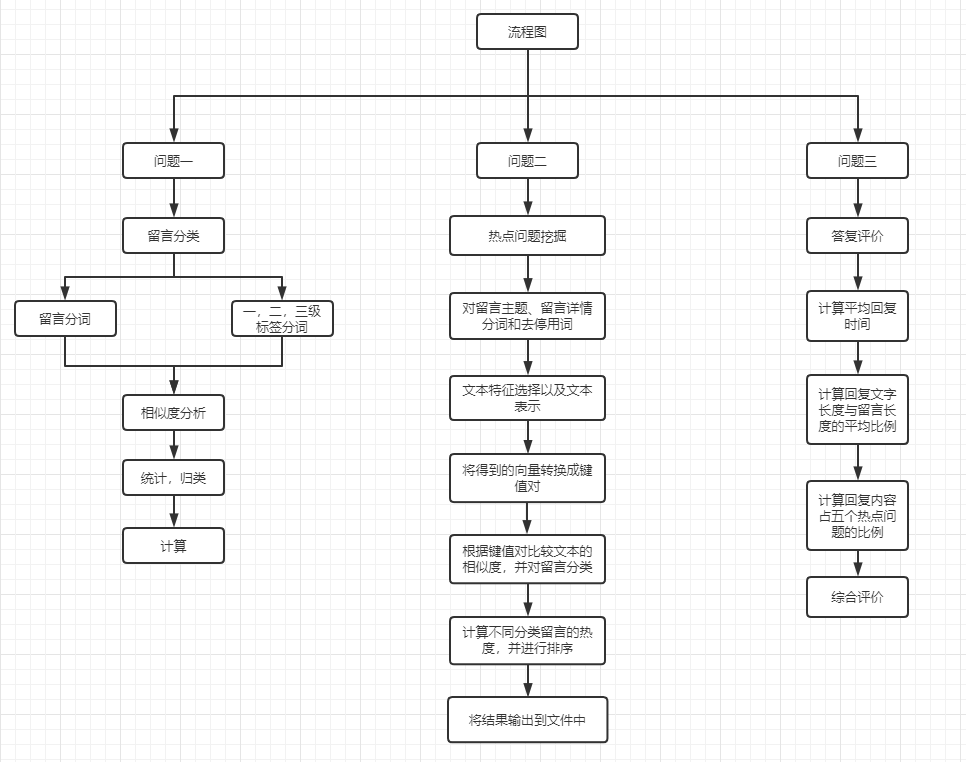 流程图
问题一
留言分类
留言分词
一，二，三级
标签分词
相似度分析
统计，归类
计算
问题二
热点问题挖掘
对留言主题、留言详情
分词和去停用词
文本特征选择以及文本
表示
将得到的向量转换成键
值对
根据键值对比较文本的
相似度，并对留言分类
计算不同分类留言的热
度，并进行排序
将结果输出到文件中
问题三
答复评价
计算平均回复
时间
计算回复文字
长度与留言长
度的平均比例
计算回复内容
占五个热点问
题的比例
综合评价